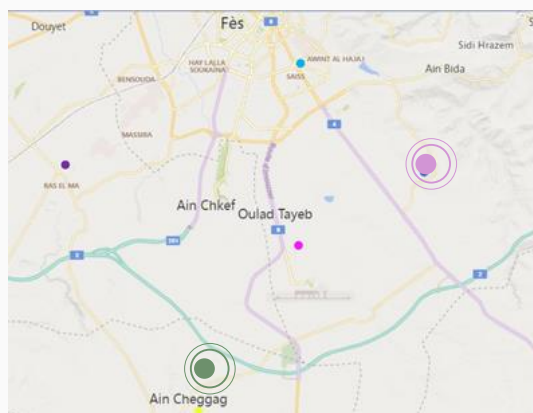 Fès
Douyet
Sidi Hrazem
AWINT AL HAJAJ
HAY LALLA
SOUKAINA
Ain Bida
BENSOUDA
SAISS
MASSIRA
RAS EL MA
Ain Chkef
Oulad Tayeb
Ain Cheggag